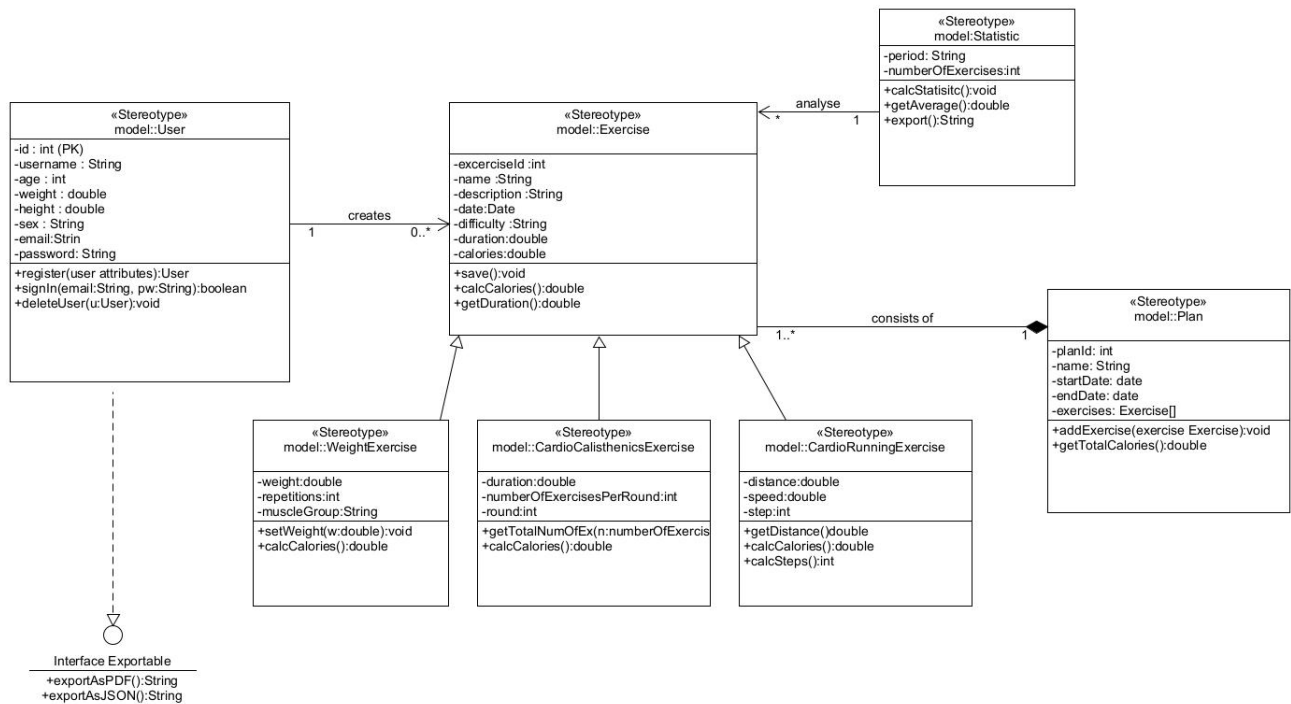 «Stereotype»
model:Statistic
-period: String
-numberOfExercises:int
+calcStatisitc():void
+getAverage():double
+export():String
«Stereotype»
model::User
-id : int (PK)
-username : String
-age : int
-weight : double
-height : double
-sex : String
-email:Strin
-password: String
+register(user attributes):User
+signIn(email:String, pw:String):boolean
+deleteUser(u:User):void
creates
1
0..*
«Stereotype»
model::Exercise
-excerciseId :int
-name :String
-description :String
-date:Date
-difficulty :String
-duration:double
-calories:double
+save():void
+calcCalories():double
+getDuration():double
analyse
*
1
consists of
1..*
1
«Stereotype»
model::Plan
-planId: int
-name: String
-startDate: date
-endDate: date
-exercises: Exercise[]
+addExercise(exercise Exercise):void
+getTotalCalories():double
«Stereotype»
model::WeightExercise
-weight:double
-repetitions:int
-muscleGroup:String
+setWeight(w:double):void
+calcCalories():double
«Stereotype»
model::CardioCalisthenicsExercise
-duration:double
-numberOfExercisesPerRound:int
-round:int
+getTotalNumOfEx(n:numberOfExercis
+calcCalories():double
«Stereotype»
model::CardioRunningExercise
-distance:double
-speed:double
-step:int
+getDistance()double
+calcCalories():double
+calcSteps():int
Interface Exportable
+exportAsPDF():String
+exportAsJSON():String